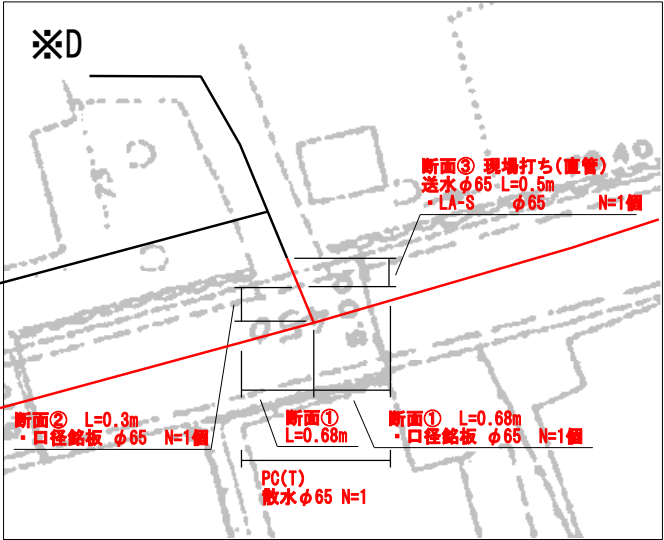 ※D
断面③ 現場打ち(直管)
送水φ65 L=0.5m
・LA-S φ65 N=1個
断面② L=0.3m
・口径銘板 φ65 N=1個
断面①
L=0.68m
断面① L=0.68m
・口径銘板 φ65 N=1個
PC(T)
散水φ65 N=1